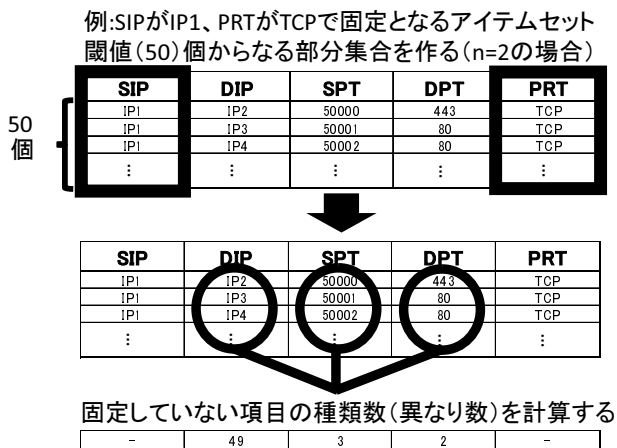 例:SIPがIP1、PRTがTCPで固定となるアイテムセット
閾値(50)個からなる部分集合を作る(n=2の場合)
SIP DIP SPT DPT PRT
IP1 IP2 50000 443 TCP
IP1 IP3 50001 80 TCP
IP1 IP4 50002 80 TCP
⋮ ⋮ ⋮ ⋮ ⋮
50
個
SIP DIP SPT DPT PRT
IP1 IP2 50000 443 TCP
IP1 IP3 50001 80 TCP
IP1 IP4 50002 80 TCP
⋮ ⋮ ⋮ ⋮ ⋮
固定していない項目の種類数(異なり数)を計算する
- 49 3 2 -